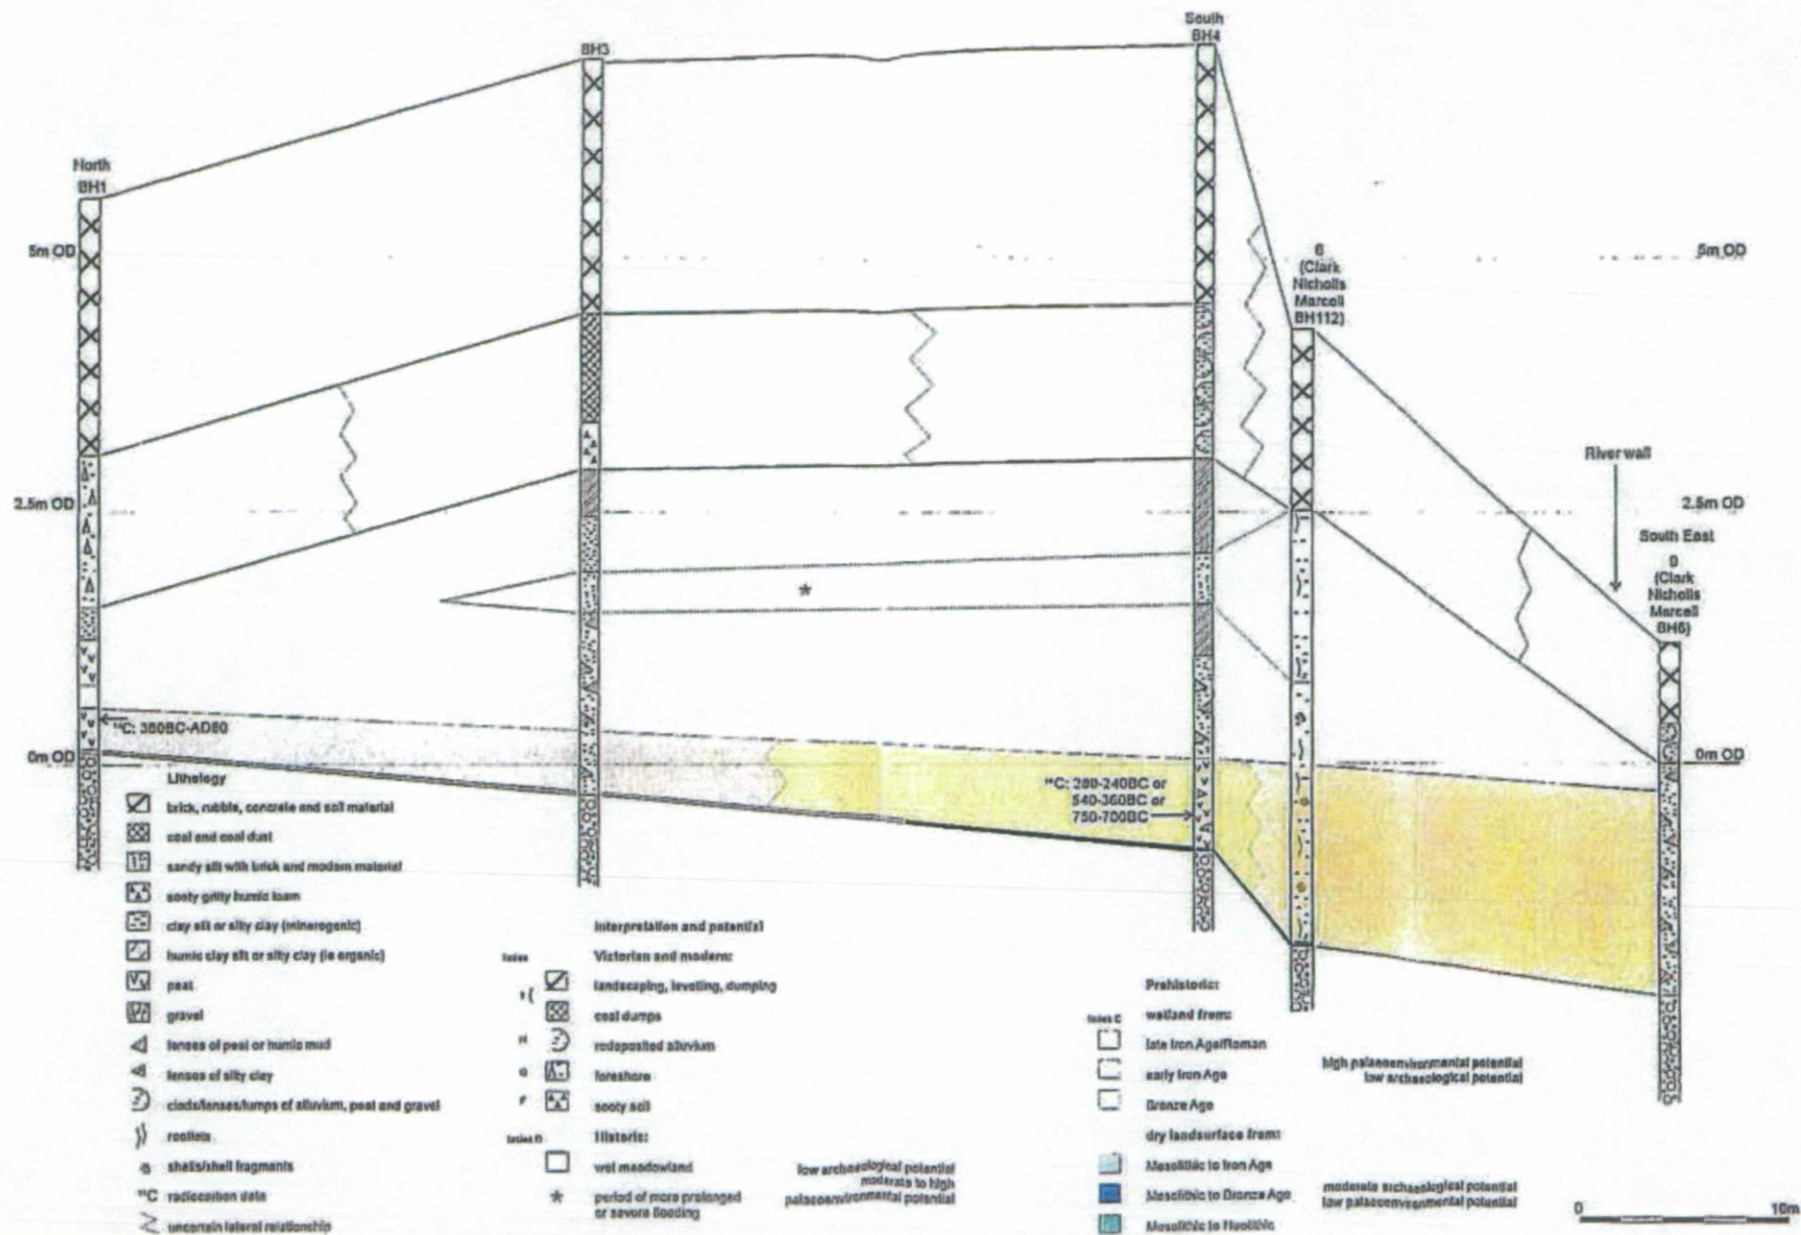 South
BH4
BH3
North
BH1
5m OD
5m OD
6
(Clark
Nicholls
Marcell
BH112)
River wall
2.5m OD
2.5m OD
South East
9
(Clark
Nicholls
Marcell
BH6)
*
¹⁴C: 360BC-AD60
0m OD
0m OD
¹⁴C: 280-240BC or
540-360BC or
750-700BC
Lithology
brick, rubble, concrete and soil material
coal and coal dust
sandy silt with brick and modern material
sooty gritty humic loam
clay silt or silty clay (minerogenic)
humic clay silt or silty clay (ie organic)
peat
gravel
lenses of peat or humic mud
lenses of silty clay
clods/lenses/lumps of alluvium, peat and gravel
rootlets
shells/shell fragments
¹⁴C radiocarbon date
uncertain lateral relationship
Interpretation and potential
Victorian and modern:
landscaping, levelling, dumping
coal dumps
redeposited alluvium
foreshore
sooty soil
Historic:
wet meadowland
* period of more prolonged
or severe flooding
low archaeological potential
moderate to high
palaeoenvironmental potential
Prehistoric:
wetland from:
late Iron Age/Roman
early Iron Age
Bronze Age
high palaeoenvironmental potential
low archaeological potential
dry landsurface from:
Mesolithic to Iron Age
Mesolithic to Bronze Age
Mesolithic to Neolithic
moderate archaeological potential
low palaeoenvironmental potential
0 10m